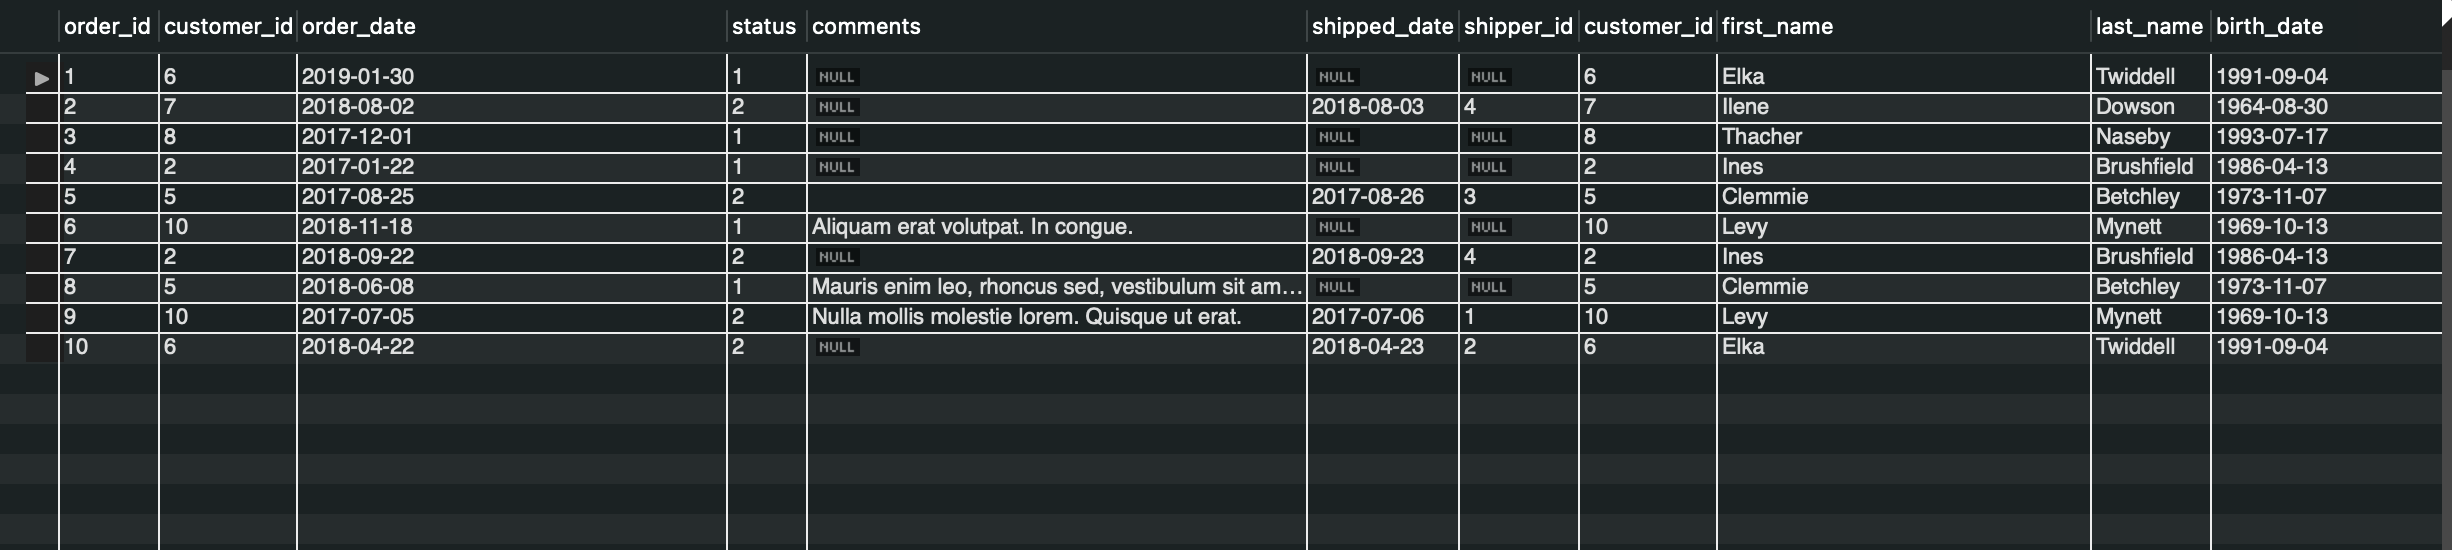 order_id customer_id order_date status comments shipped_date shipper_id customer_id first_name last_name birth_date
1 6 2019-01-30 1 NULL NULL NULL 6 Elka Twiddell 1991-09-04
2 7 2018-08-02 2 NULL 2018-08-03 4 7 Ilene Dowson 1964-08-30
3 8 2017-12-01 1 NULL NULL NULL 8 Thacher Naseby 1993-07-17
4 2 2017-01-22 1 NULL NULL NULL 2 Ines Brushfield 1986-04-13
5 5 2017-08-25 2 2017-08-26 3 5 Clemmie Betchley 1973-11-07
6 10 2018-11-18 1 Aliquam erat volutpat. In congue. NULL NULL 10 Levy Mynett 1969-10-13
7 2 2018-09-22 2 NULL 2018-09-23 4 2 Ines Brushfield 1986-04-13
8 5 2018-06-08 1 Mauris enim leo, rhoncus sed, vestibulum sit am... NULL NULL 5 Clemmie Betchley 1973-11-07
9 10 2017-07-05 2 Nulla mollis molestie lorem. Quisque ut erat. 2017-07-06 1 10 Levy Mynett 1969-10-13
10 6 2018-04-22 2 NULL 2018-04-23 2 6 Elka Twiddell 1991-09-04